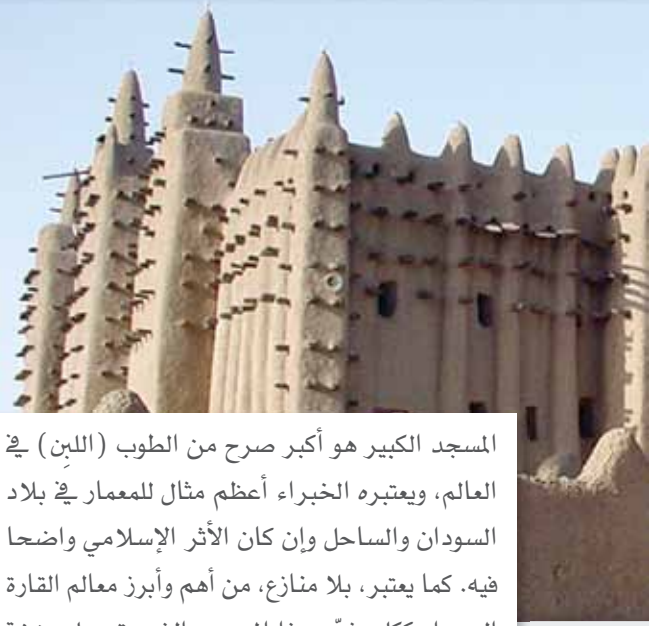 المسجد الكبير هو أكبر صرح من الطوب (اللبِن) في
العالم، ويعتبره الخبراء أعظم مثال للمعمار في بلاد
السودان والساحل وإن كان الأثر الإسلامي واضحا
فيه. كما يعتبر، بلا منازع، من أهم وأبرز معالم القارة